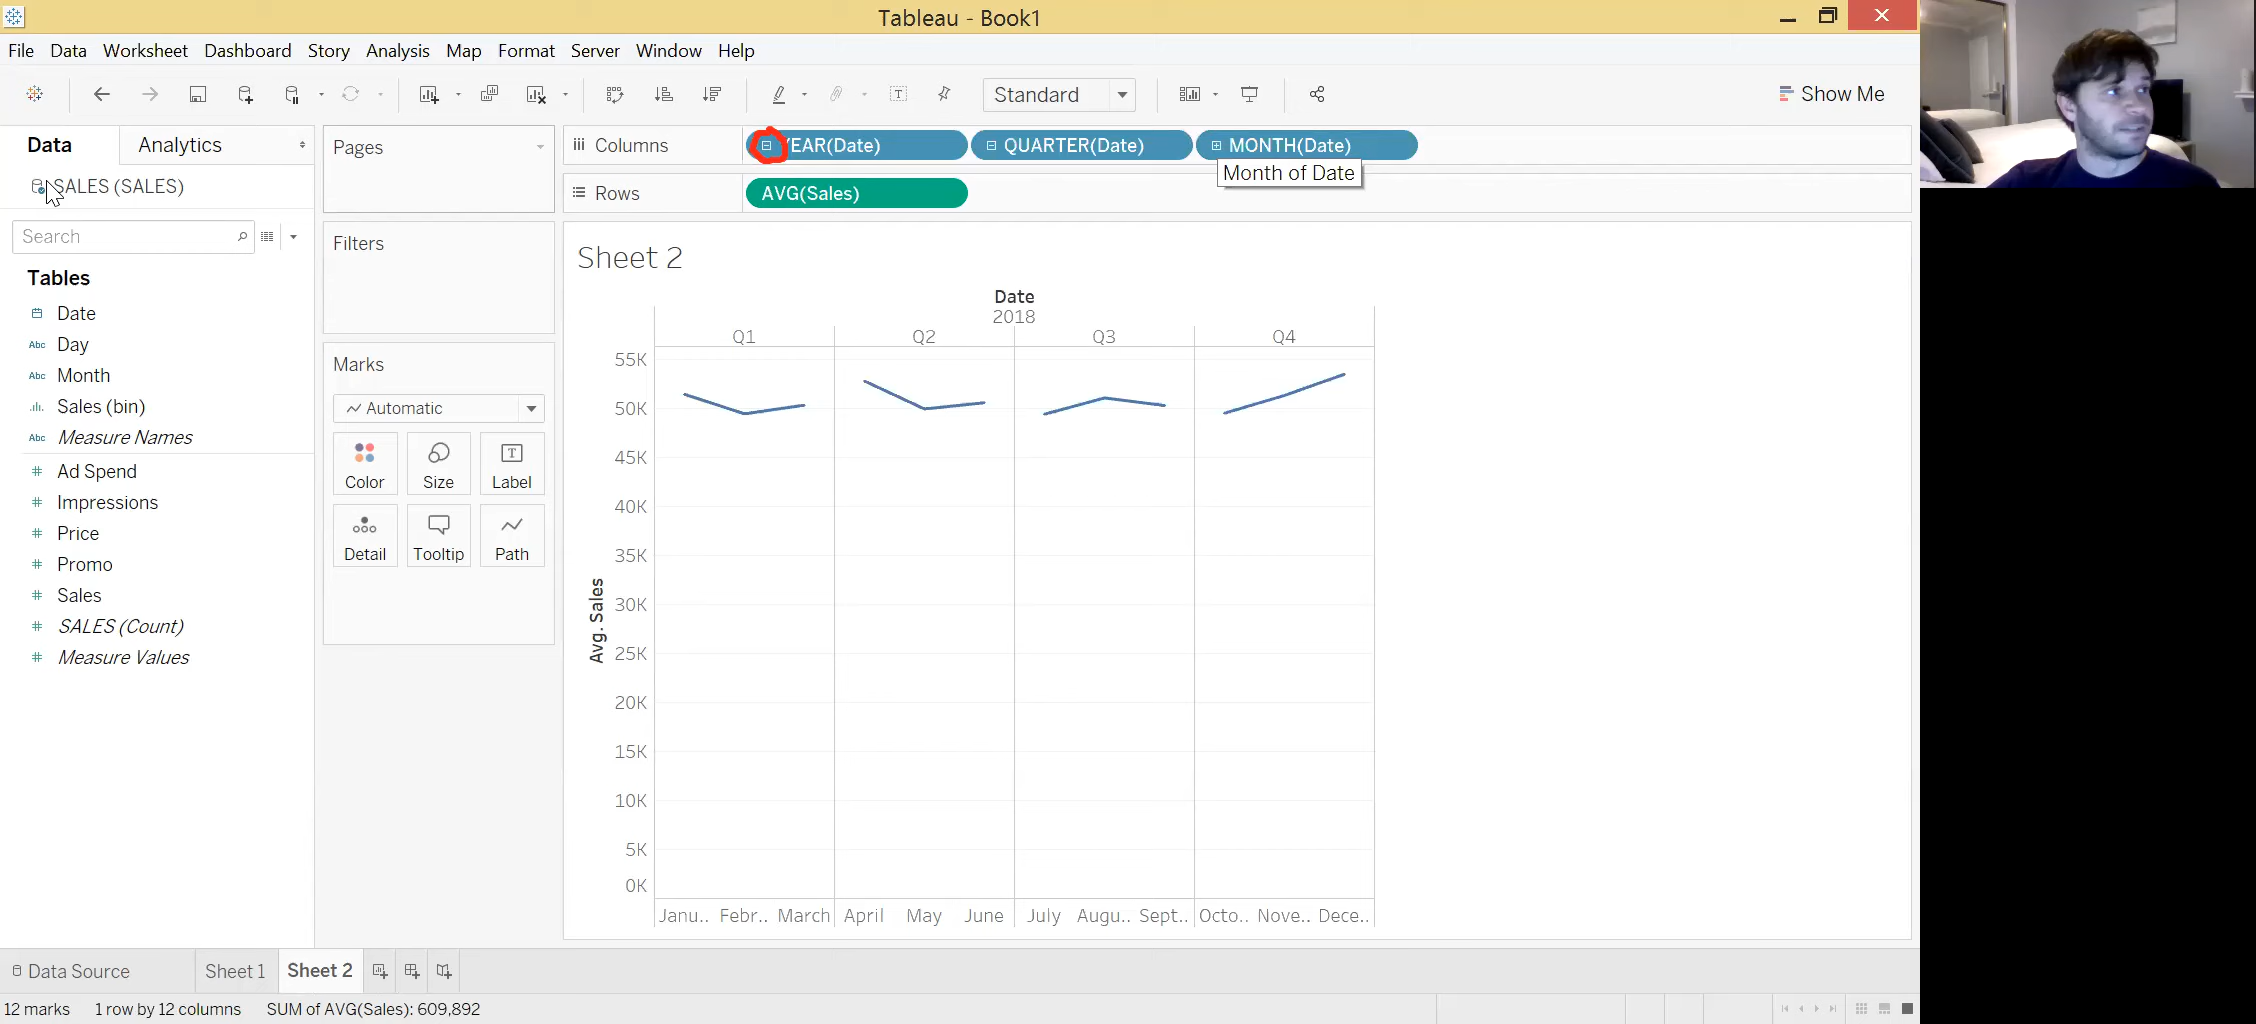 Tableau - Book1
File Data Worksheet Dashboard Story Analysis Map Format Server Window Help
Standard
Show Me
Data Analytics
SALES (SALES)
Search
Tables
Date
Day
Month
Sales (bin)
Measure Names
Ad Spend
Impressions
Price
Promo
Sales
SALES (Count)
Measure Values
Pages
Filters
Marks
Automatic
Color Size Label
Detail Tooltip Path
Columns YEAR(Date) QUARTER(Date) MONTH(Date)
Month of Date
Rows AVG(Sales)
Sheet 2
Date
2018
Q1 Q2 Q3 Q4
55K
50K
45K
40K
35K
30K
25K
20K
15K
10K
5K
0K
Avg. Sales
Janu.. Febr.. March April May June July Augu.. Sept.. Octo.. Nove.. Dece..
Data Source Sheet 1 Sheet 2
12 marks 1 row by 12 columns SUM of AVG(Sales): 609,892